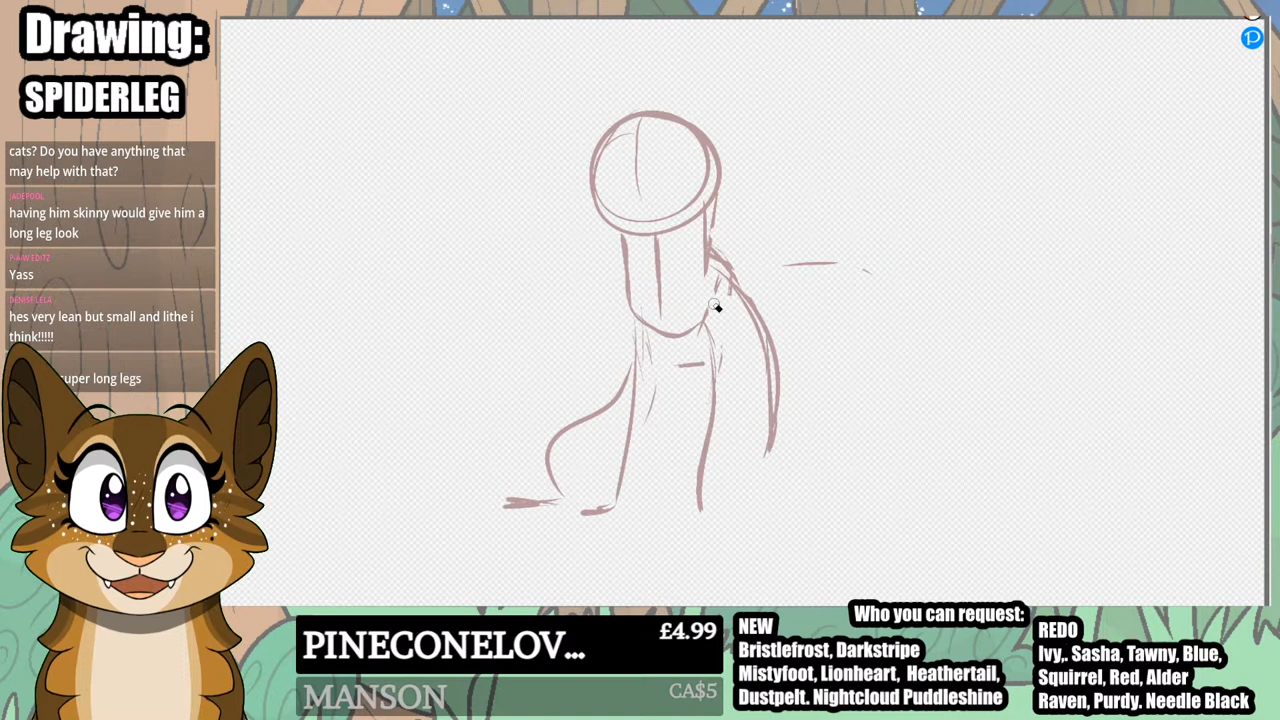 Drawing:
SPIDERLEG
cats? Do you have anything that
may help with that?
JADEPOOL
having him skinny would give him a
long leg look
Yass
DENISE LELA
hes very lean but small and lithe i
think!!!!!
super long legs
PINECONELOV...
£4.99
MANSON
CA$5
Who you can request:
NEW
Bristlefrost, Darkstripe
Mistyfoot, Lionheart, Heathertail,
Dustpelt. Nightcloud Puddleshine
REDO
Ivy,. Sasha, Tawny, Blue,
Squirrel, Red, Alder
Raven, Purdy. Needle Black